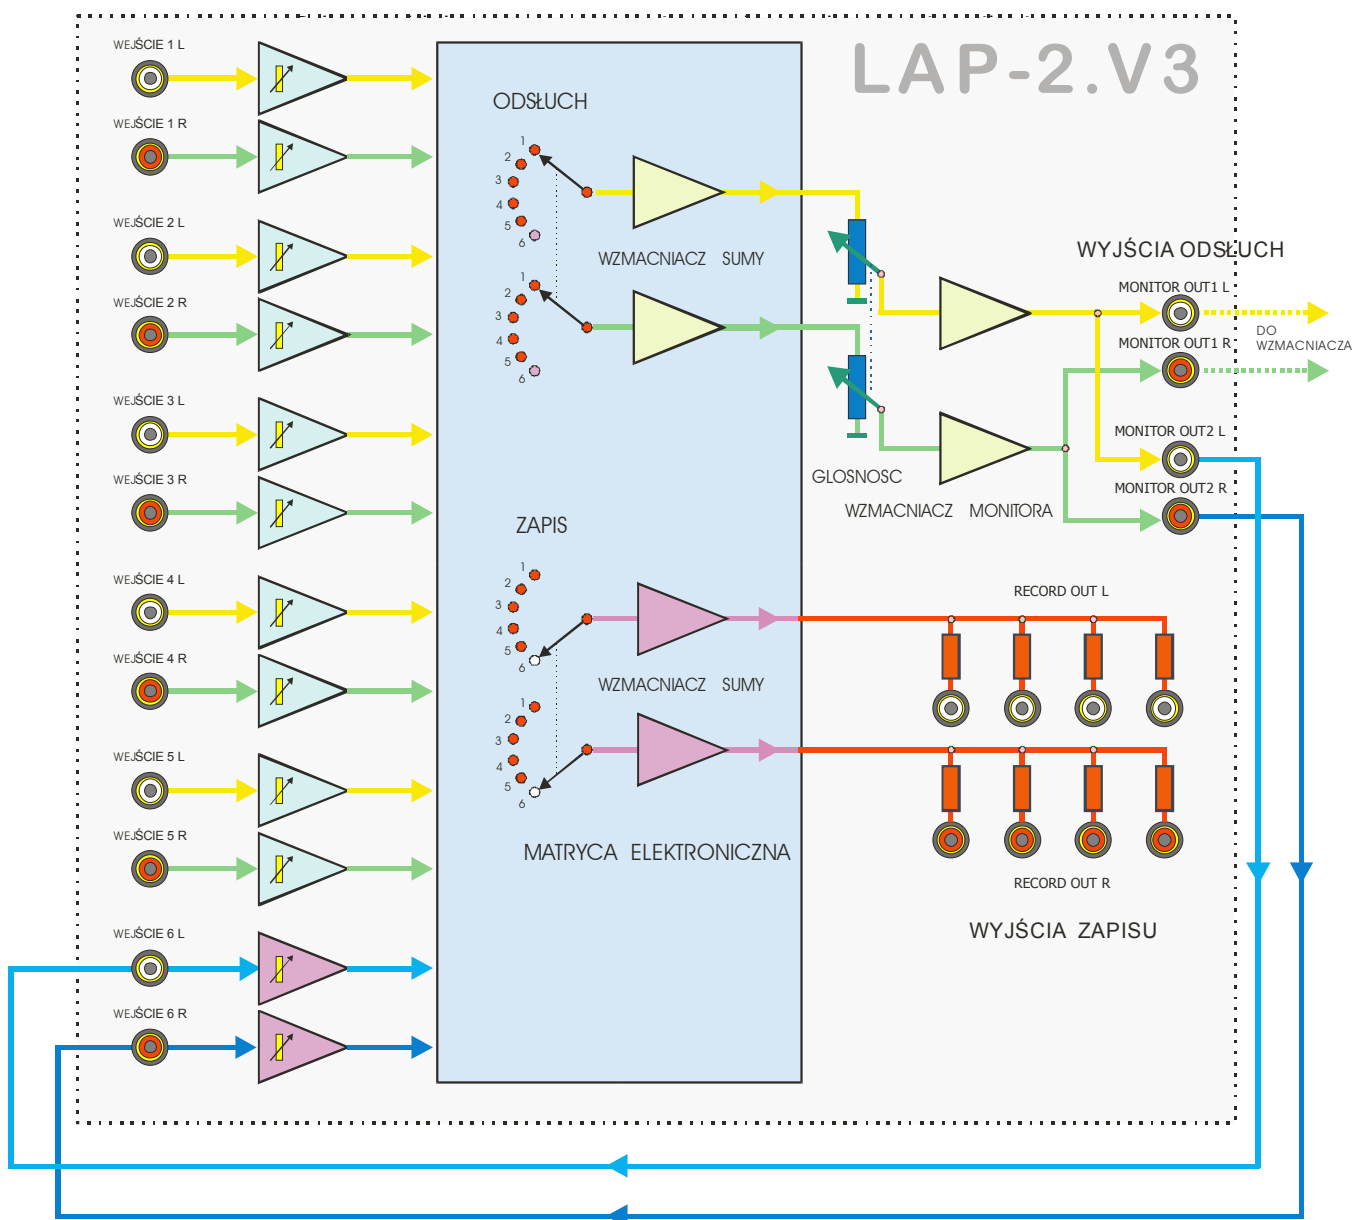 LAP-2.V3
WEJŚCIE 1 L
WEJŚCIE 1 R
WEJŚCIE 2 L
WEJŚCIE 2 R
WEJŚCIE 3 L
WEJŚCIE 3 R
WEJŚCIE 4 L
WEJŚCIE 4 R
WEJŚCIE 5 L
WEJŚCIE 5 R
WEJŚCIE 6 L
WEJŚCIE 6 R
ODSŁUCH
1
2
3
4
5
6
WZMACNIACZ SUMY
1
2
3
4
5
6
ZAPIS
1
2
3
4
5
6
WZMACNIACZ SUMY
1
2
3
4
5
6
MATRYCA ELEKTRONICZNA
GLOSNOSC
WZMACNIACZ MONITORA
WYJŚCIA ODSŁUCH
MONITOR OUT1 L
DO
WZMACNIACZA
MONITOR OUT1 R
MONITOR OUT2 L
MONITOR OUT2 R
RECORD OUT L
RECORD OUT R
WYJŚCIA ZAPISU